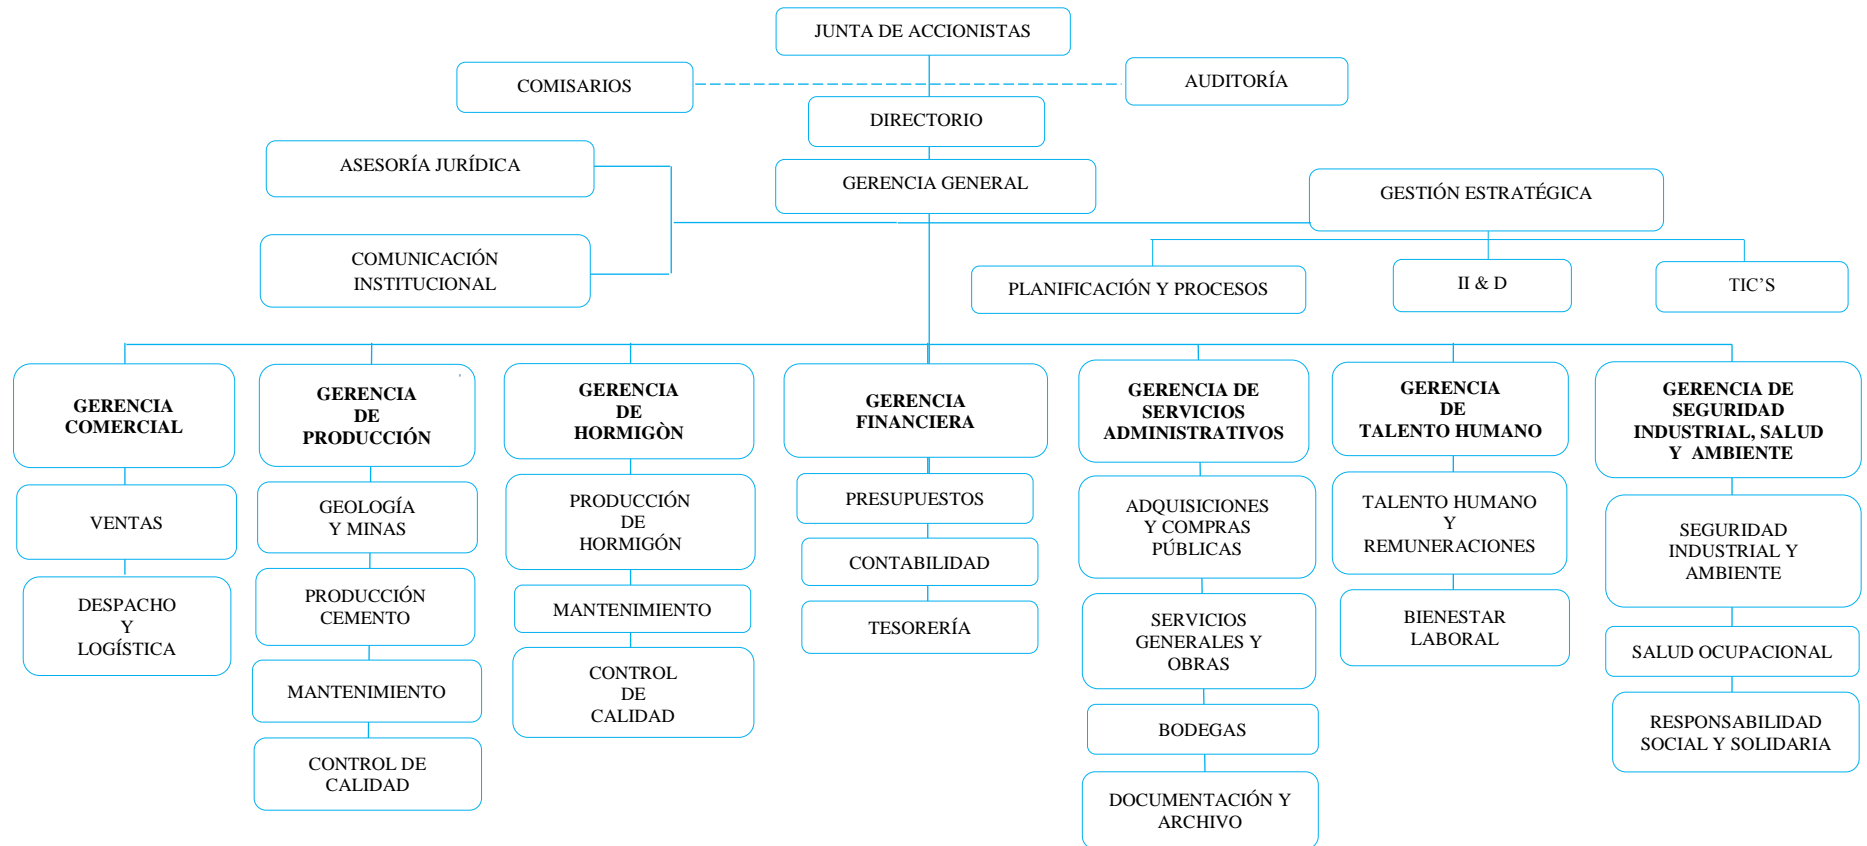 JUNTA DE ACCIONISTAS
COMISARIOS
AUDITORÍA
DIRECTORIO
ASESORÍA JURÍDICA
GERENCIA GENERAL
GESTIÓN ESTRATÉGICA
COMUNICACIÓN
INSTITUCIONAL
PLANIFICACIÓN Y PROCESOS
II & D
TIC’S
GERENCIA
COMERCIAL
VENTAS
DESPACHO
Y
LOGÍSTICA
GERENCIA
DE
PRODUCCIÓN
GEOLOGÍA
Y MINAS
PRODUCCIÓN
CEMENTO
MANTENIMIENTO
CONTROL DE
CALIDAD
GERENCIA
DE
HORMIGÒN
PRODUCCIÓN
DE
HORMIGÓN
MANTENIMIENTO
CONTROL
DE
CALIDAD
GERENCIA
FINANCIERA
PRESUPUESTOS
CONTABILIDAD
TESORERÍA
GERENCIA DE
SERVICIOS
ADMINISTRATIVOS
ADQUISICIONES
Y COMPRAS
PÚBLICAS
SERVICIOS
GENERALES Y
OBRAS
BODEGAS
DOCUMENTACIÓN Y
ARCHIVO
GERENCIA
DE
TALENTO HUMANO
TALENTO HUMANO
Y
REMUNERACIONES
BIENESTAR
LABORAL
GERENCIA DE
SEGURIDAD
INDUSTRIAL, SALUD
Y AMBIENTE
SEGURIDAD
INDUSTRIAL Y
AMBIENTE
SALUD OCUPACIONAL
RESPONSABILIDAD
SOCIAL Y SOLIDARIA